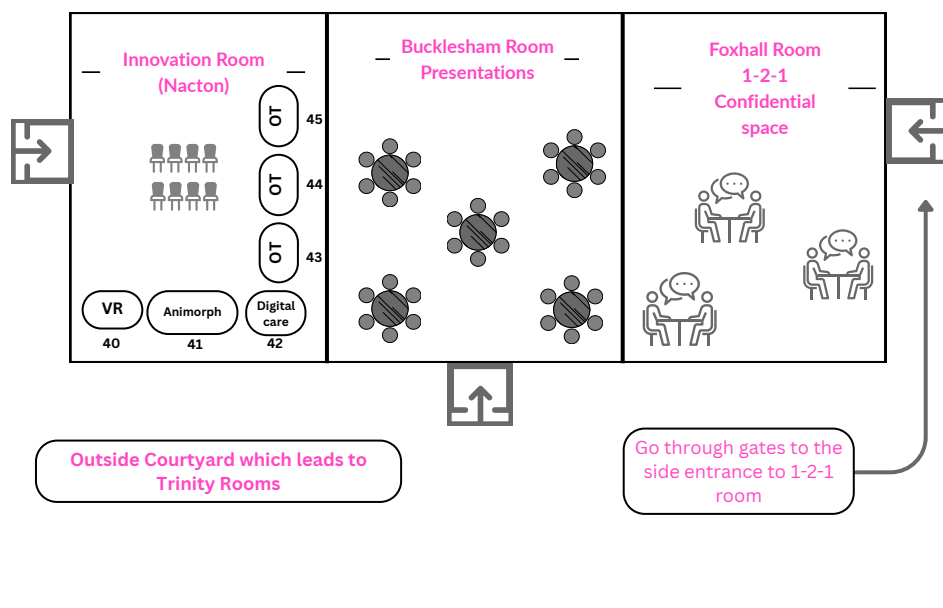 Innovation Room
(Nacton)
OT
45
OT
44
OT
43
VR
Animorph
Digital
care
40
41
42
Bucklesham Room
Presentations
Foxhall Room
1-2-1
Confidential
space
Outside Courtyard which leads to
Trinity Rooms
Go through gates to the
side entrance to 1-2-1
room